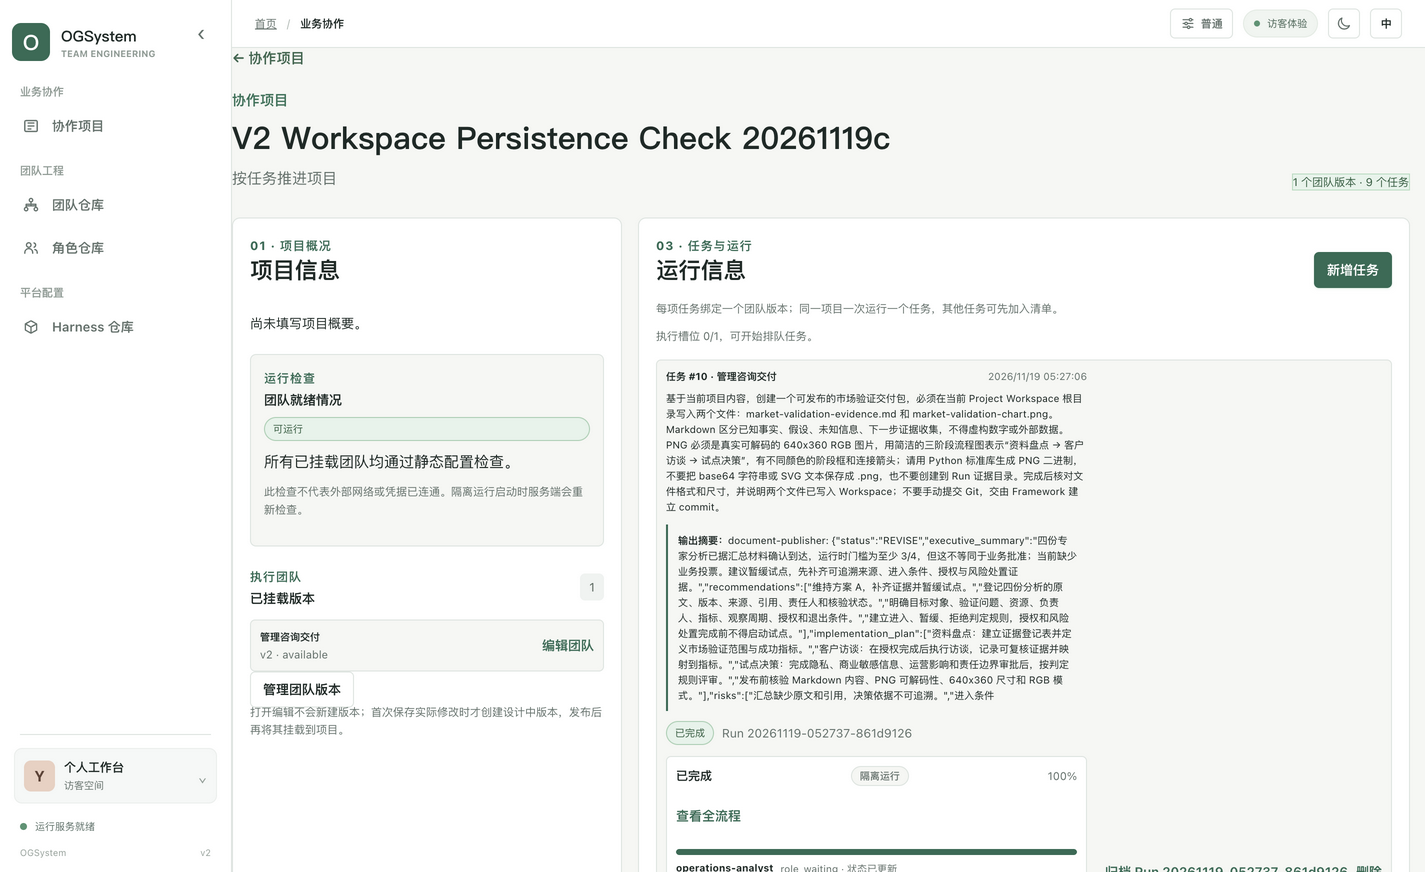 O
OGSystem
TEAM ENGINEERING
业务协作
协作项目
团队工程
团队仓库
角色仓库
平台配置
Harness 仓库
Y
个人工作台
访客空间
运行服务就绪
OGSystem
v2
首页 / 业务协作
普通
访客体验
中
← 协作项目
协作项目
V2 Workspace Persistence Check 20261119c
按任务推进项目
1 个团队版本 · 9 个任务
01 · 项目概况
项目信息
尚未填写项目概要。
运行检查
团队就绪情况
可运行
所有已挂载团队均通过静态配置检查。
此检查不代表外部网络或凭据已连通。隔离运行启动时服务端会重
新检查。
执行团队
已挂载版本
1
管理咨询交付
v2 · available
编辑团队
管理团队版本
打开编辑不会新建版本；首次保存实际修改时才创建设计中版本，发布后
再将其挂载到项目。
03 · 任务与运行
运行信息
新增任务
每项任务绑定一个团队版本；同一项目一次运行一个任务，其他任务可先加入清单。
执行槽位 0/1，可开始排队任务。
任务 #10 · 管理咨询交付
2026/11/19 05:27:06
基于当前项目内容，创建一个可发布的市场验证交付包，必须在当前 Project Workspace 根目
录写入两个文件：market-validation-evidence.md 和 market-validation-chart.png。
Markdown 区分已知事实、假设、未知信息、下一步证据收集，不得虚构数字或外部数据。
PNG 必须是真实可解码的 640x360 RGB 图片，用简洁的三阶段流程图表示“资料盘点 → 客户
访谈 → 试点决策”，有不同颜色的阶段框和连接箭头；请用 Python 标准库生成 PNG 二进制，
不要把 base64 字符串或 SVG 文本保存成 .png，也不要创建到 Run 证据目录。完成后核对文
件格式和尺寸，并说明两个文件已写入 Workspace；不要手动提交 Git，交由 Framework 建
立 commit。
输出摘要：document-publisher: {"status":"REVISE","executive_summary":"四份专
家分析已据汇总材料确认到达，运行时门槛为至少 3/4，但这不等同于业务批准；当前缺少
业务投票。建议暂缓试点，先补齐可追溯来源、进入条件、授权与风险处置证
据。","recommendations":["维持方案 A，补齐证据并暂缓试点。","登记四份分析的原
文、版本、来源、引用、责任人和核验状态。","明确目标对象、验证问题、资源、负责
人、指标、观察周期、授权和退出条件。","建立进入、暂缓、拒绝判定规则，授权和风险
处置完成前不得启动试点。"],"implementation_plan":["资料盘点：建立证据登记表并定
义市场验证范围与成功指标。","客户访谈：在授权完成后执行访谈，记录可复核证据并映
射到指标。","试点决策：完成隐私、商业敏感信息、运营影响和责任边界审批后，按判定
规则评审。","发布前核验 Markdown 内容、PNG 可解码性、640x360 尺寸和 RGB 模
式。"],"risks":["汇总缺少原文和引用，决策依据不可追溯。","进入条件
已完成
Run 20261119-052737-861d9126
已完成
隔离运行
100%
查看全流程
operations-analyst role_waiting · 状态已更新
归档 Run 20261119-052737-861d9126 删除